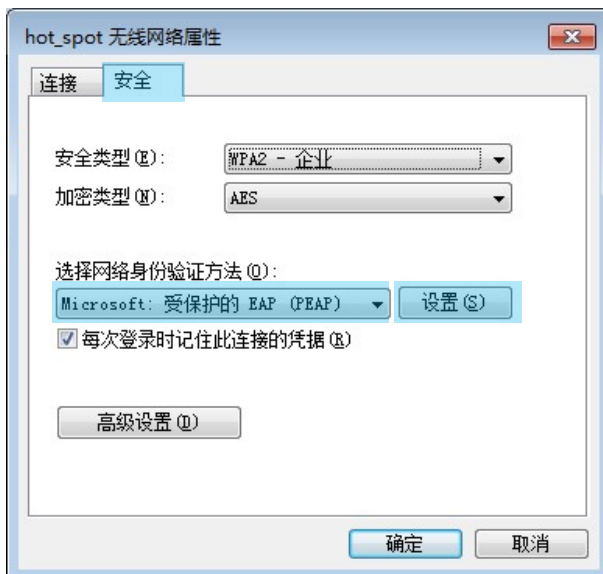 hot_spot 无线网络属性
连接 安全
安全类型(E): WPA2 - 企业
加密类型(N): AES
选择网络身份验证方法(O):
Microsoft: 受保护的 EAP (PEAP) 设置(S)
每次登录时记住此连接的凭据(R)
高级设置(D)
确定 取消